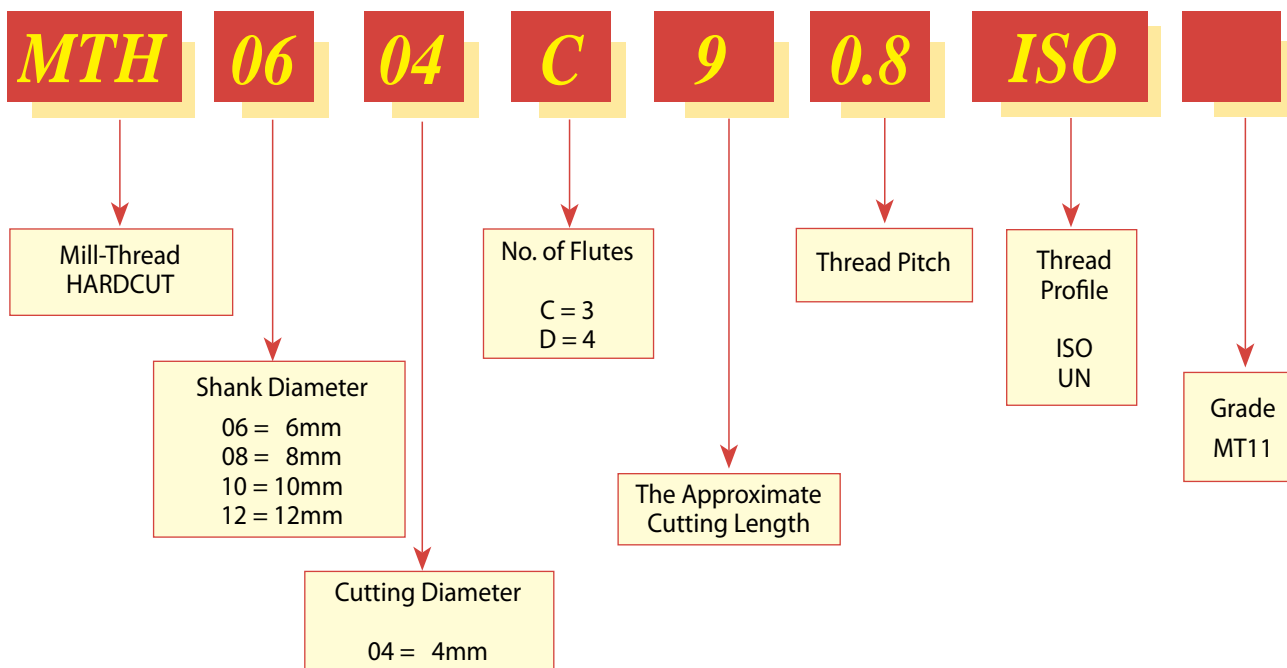 MTH 06 04 C 9 0.8 ISO
Mill-Thread
HARDCUT
Shank Diameter
06 = 6mm
08 = 8mm
10 = 10mm
12 = 12mm
Cutting Diameter
04 = 4mm
No. of Flutes
C = 3
D = 4
The Approximate
Cutting Length
Thread Pitch
Thread
Profile
ISO
UN
Grade
MT11